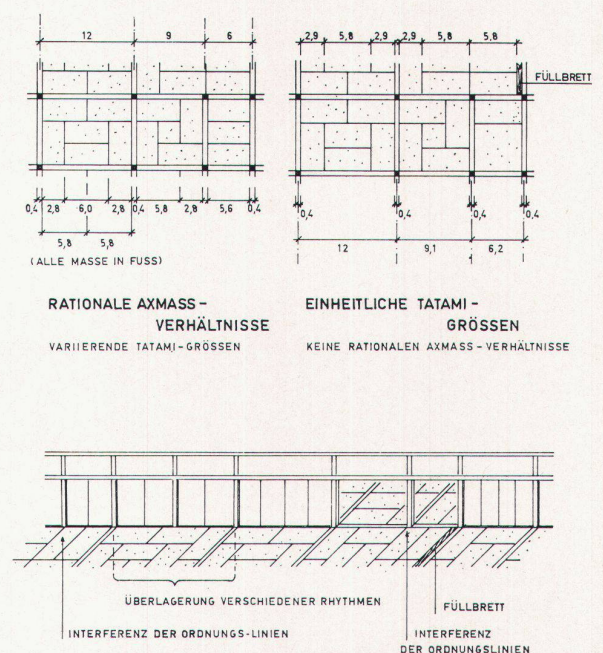 12 9 6
2,9 5,8 2,9 2,9 5,8 5,8
FÜLLBRETT
0,4 2,8 6,0 2,8 0,4 5,8 2,8 5,6 0,4
5,8 5,8
(ALLE MASSE IN FUSS)
0,4 0,4 0,4 0,4
12 9,1 6,2
RATIONALE AXMASS-
VERHÄLTNISSE
VARIIERENDE TATAMI-GRÖSSEN
EINHEITLICHE TATAMI-
GRÖSSEN
KEINE RATIONALEN AXMASS-VERHÄLTNISSE
ÜBERLAGERUNG VERSCHIEDENER RHYTHMEN
FÜLLBRETT
INTERFERENZ DER ORDNUNGS-LINIEN
INTERFERENZ
DER ORDNUNGSLINIEN